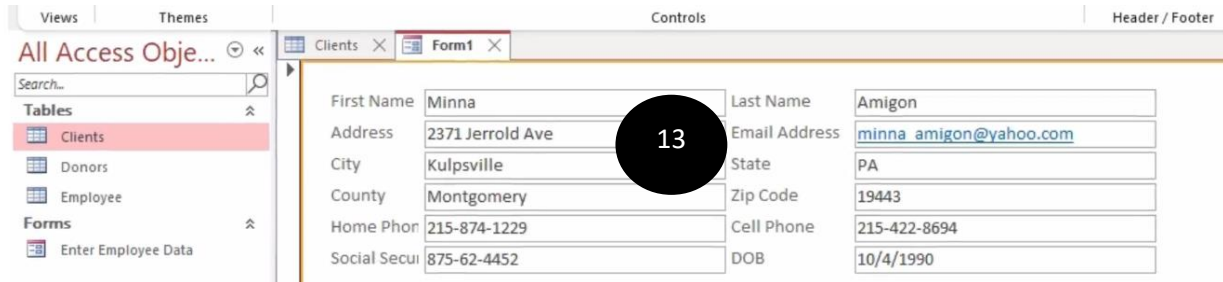 Views Themes Controls Header / Footer
All Access Obje... «
Clients Form1
Search...
Tables
Clients
Donors
Employee
Forms
Enter Employee Data
First Name Minna Last Name Amigon
Address 2371 Jerrold Ave Email Address minna_amigon@yahoo.com
13
City Kulpsville State PA
County Montgomery Zip Code 19443
Home Phon 215-874-1229 Cell Phone 215-422-8694
Social Secu 875-62-4452 DOB 10/4/1990